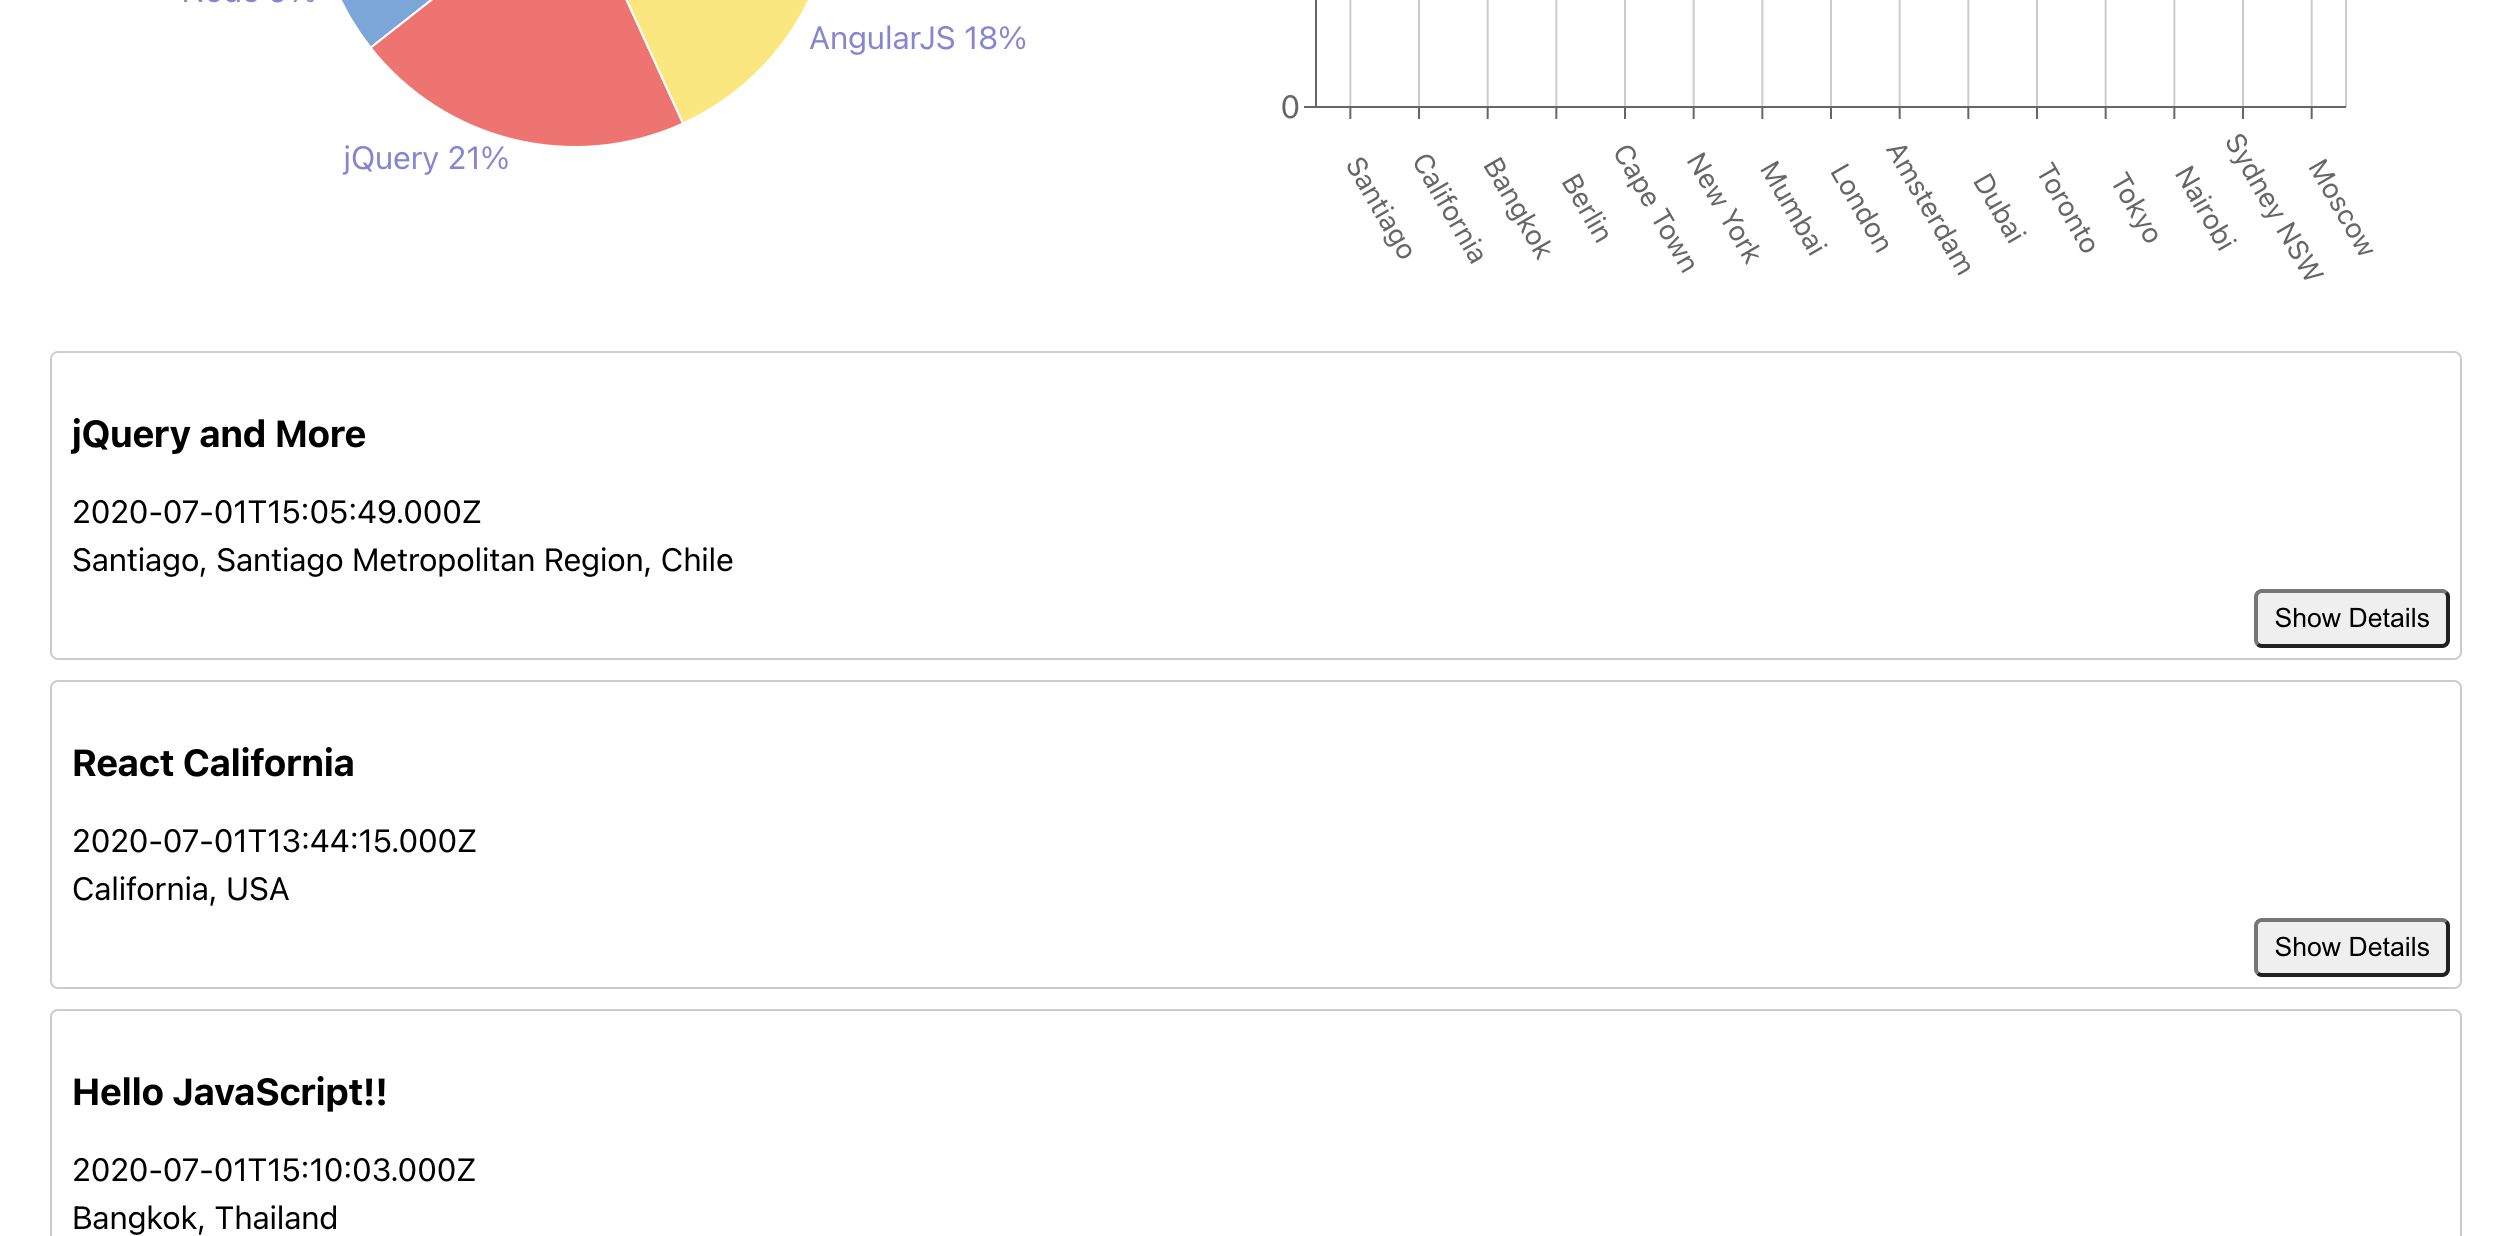 AngularJS 18%
jQuery 21%
0
Santiago
California
Bangkok
Berlin
Cape Town
New York
Mumbai
London
Amsterdam
Dubai
Toronto
Tokyo
Nairobi
Sydney NSW
Moscow
jQuery and More
2020-07-01T15:05:49.000Z
Santiago, Santiago Metropolitan Region, Chile
Show Details
React California
2020-07-01T13:44:15.000Z
California, USA
Show Details
Hello JavaScript!!
2020-07-01T15:10:03.000Z
Bangkok, Thailand